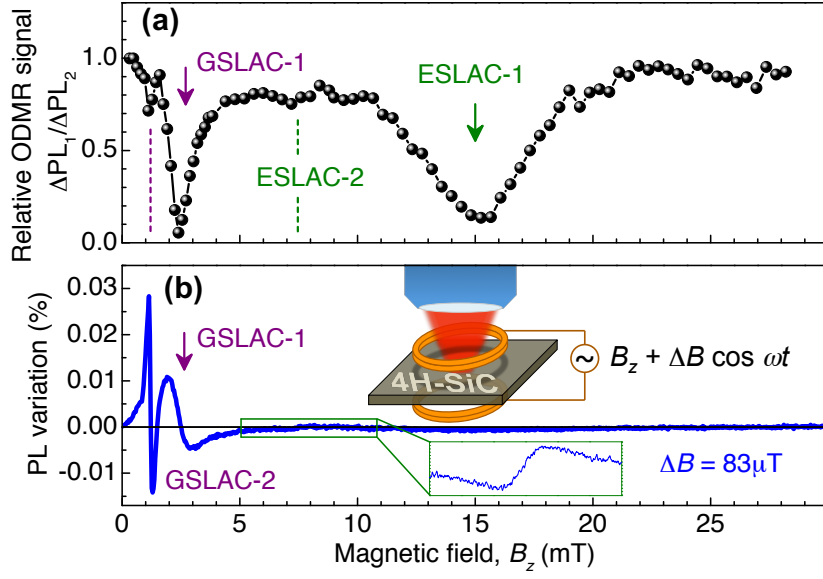 (a)
GSLAC-1
ESLAC-1
ESLAC-2
Relative ODMR signal
ΔPL₁/ΔPL₂
1.0
0.5
0.0
(b)
GSLAC-1
GSLAC-2
4H-SiC
~
B_z + ΔB cos ωt
ΔB = 83μT
PL variation (%)
0.03
0.02
0.01
0.00
-0.01
0 5 10 15 20 25
Magnetic field, B_z (mT)